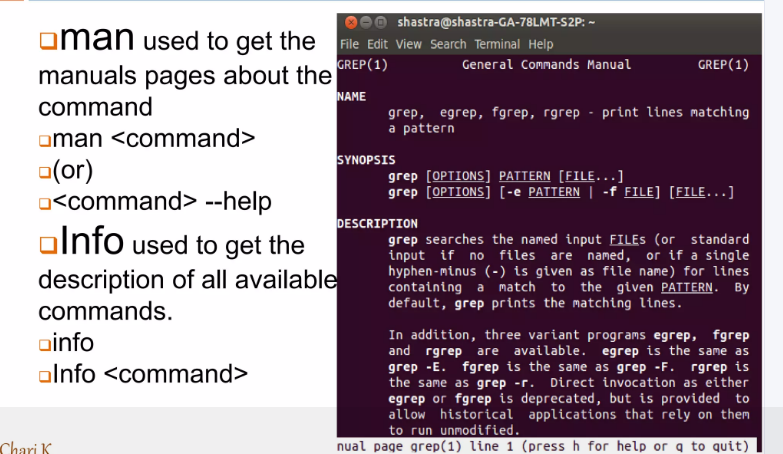 man used to get the
manuals pages about the
command
man <command>
(or)
<command> --help
Info used to get the
description of all available
commands.
info
Info <command>
Chari K
shastra@shastra-GA-78LMT-S2P: ~
File Edit View Search Terminal Help
GREP(1) General Commands Manual GREP(1)
NAME
grep, egrep, fgrep, rgrep - print lines matching
a pattern
SYNOPSIS
grep [OPTIONS] PATTERN [FILE...]
grep [OPTIONS] [-e PATTERN | -f FILE] [FILE...]
DESCRIPTION
grep searches the named input FILEs (or standard
input if no files are named, or if a single
hyphen-minus (-) is given as file name) for lines
containing a match to the given PATTERN. By
default, grep prints the matching lines.
In addition, three variant programs egrep, fgrep
and rgrep are available. egrep is the same as
grep -E. fgrep is the same as grep -F. rgrep is
the same as grep -r. Direct invocation as either
egrep or fgrep is deprecated, but is provided to
allow historical applications that rely on them
to run unmodified.
nual page grep(1) line 1 (press h for help or q to quit)